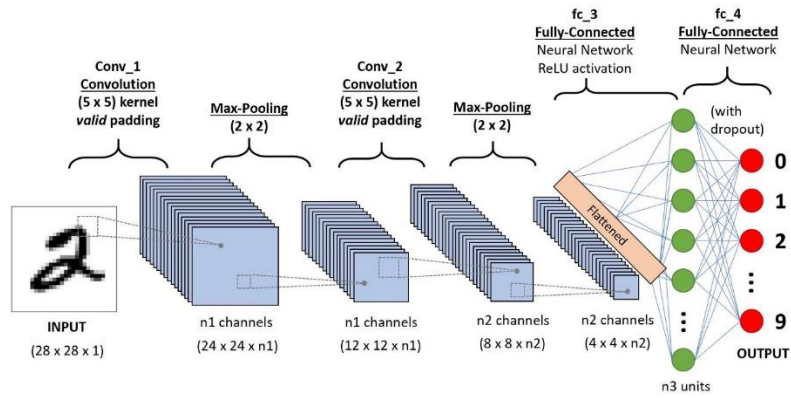 fc_3
Fully-Connected
Neural Network
ReLU activation
fc_4
Fully-Connected
Neural Network
Conv_1
Convolution
(5 x 5) kernel
valid padding
Max-Pooling
(2 x 2)
Conv_2
Convolution
(5 x 5) kernel
valid padding
Max-Pooling
(2 x 2)
(with
dropout)
2
Flattened
0
1
2
9
INPUT
(28 x 28 x 1)
n1 channels
(24 x 24 x n1)
n1 channels
(12 x 12 x n1)
n2 channels
(8 x 8 x n2)
n2 channels
(4 x 4 x n2)
OUTPUT
n3 units